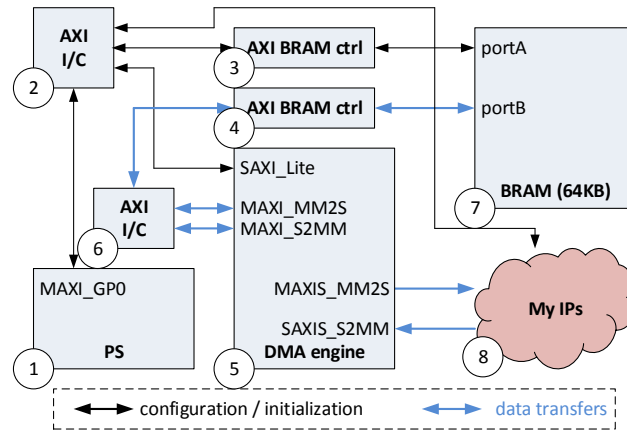 AXI
I/C
2
AXI BRAM ctrl
3
AXI BRAM ctrl
4
portA
portB
BRAM (64KB)
7
SAXI_Lite
MAXI_MM2S
MAXI_S2MM
MAXIS_MM2S
SAXIS_S2MM
DMA engine
5
AXI
I/C
6
MAXI_GP0
PS
1
My IPs
8
configuration / initialization
data transfers